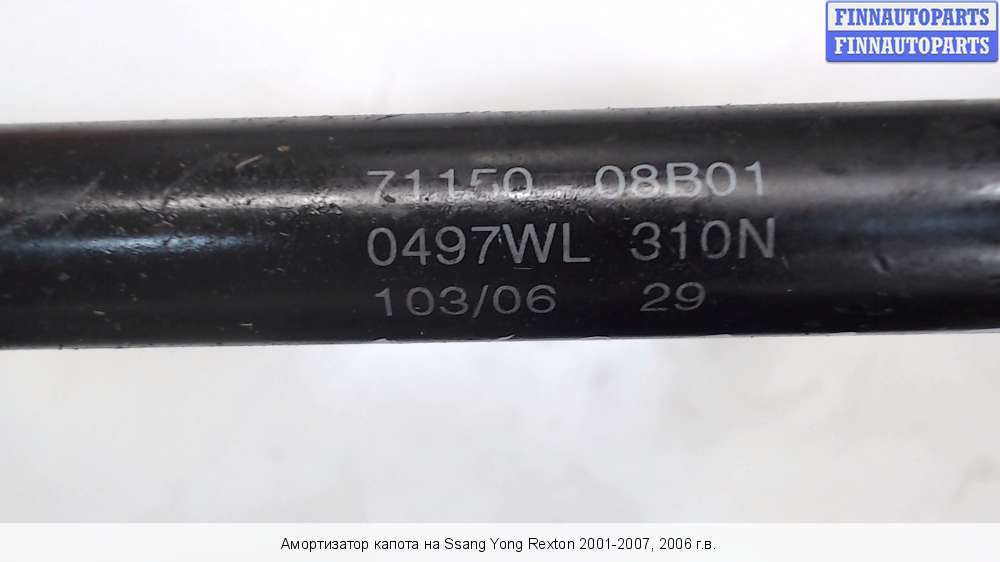 FINNAUTOPARTS
FINNAUTOPARTS
71150 08B01
0497WL 310N
103/06 29
Амортизатор капота на Ssang Yong Rexton 2001-2007, 2006 г.в.